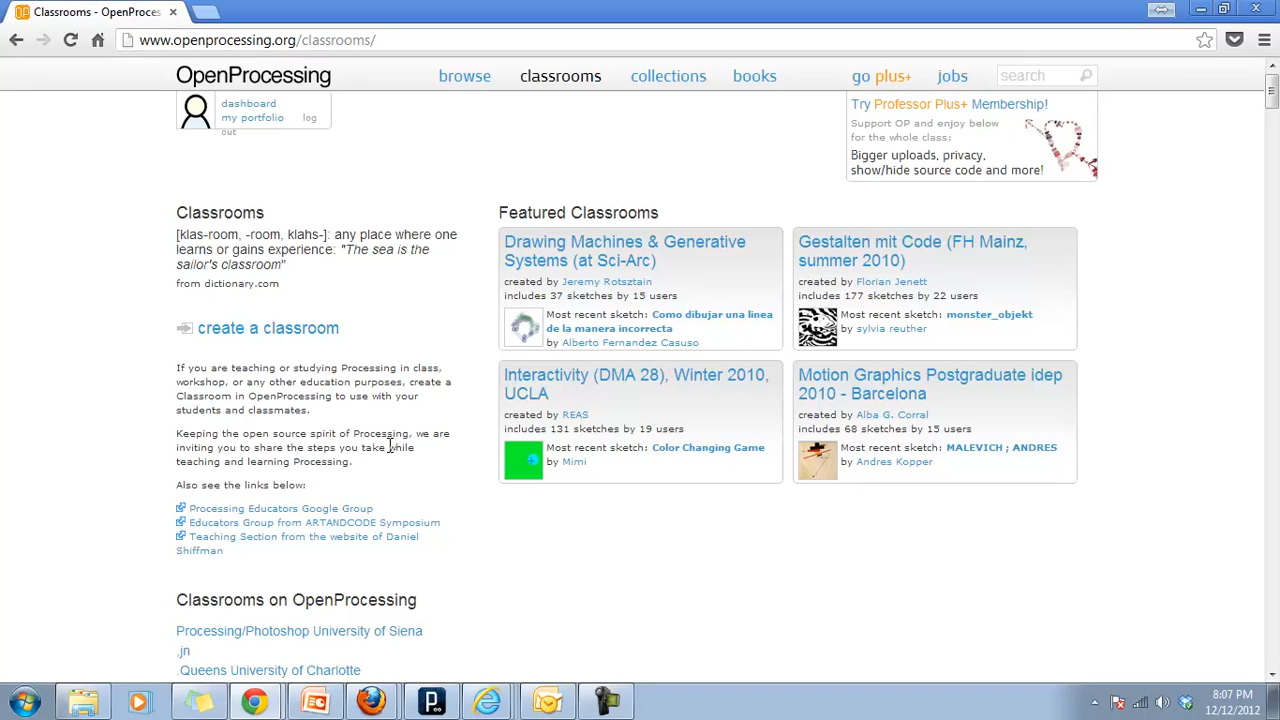 Classrooms - OpenProces
www.openprocessing.org/classrooms/
OpenProcessing
browse
classrooms
collections
books
go plus+
jobs
search
dashboard
my portfolio
log
out
Try Professor Plus+ Membership!
Support OP and enjoy below
for the whole class:
Bigger uploads, privacy,
show/hide source code and more!
Classrooms
[klas-room, -room, klahs-]: any place where one
learns or gains experience: "The sea is the
sailor's classroom"
from dictionary.com
create a classroom
If you are teaching or studying Processing in class,
workshop, or any other education purposes, create a
Classroom in OpenProcessing to use with your
students and classmates.
Keeping the open source spirit of Processing, we are
inviting you to share the steps you take while
teaching and learning Processing.
Also see the links below:
Processing Educators Google Group
Educators Group from ARTANDCODE Symposium
Teaching Section from the website of Daniel
Shiffman
Classrooms on OpenProcessing
Processing/Photoshop University of Siena
.jn
.Queens University of Charlotte
Featured Classrooms
Drawing Machines & Generative
Systems (at Sci-Arc)
created by Jeremy Rotsztain
includes 37 sketches by 15 users
Most recent sketch: Como dibujar una linea
de la manera incorrecta
by Alberto Fernandez Casuso
Gestalten mit Code (FH Mainz,
summer 2010)
created by Florian Jenett
includes 177 sketches by 22 users
Most recent sketch: monster_objekt
by sylvia reuther
Interactivity (DMA 28), Winter 2010,
UCLA
created by REAS
includes 131 sketches by 19 users
Most recent sketch: Color Changing Game
by Mimi
Motion Graphics Postgraduate idep
2010 - Barcelona
created by Alba G. Corral
includes 68 sketches by 15 users
Most recent sketch: MALEVICH ; ANDRES
by Andres Kopper
8:07 PM
12/12/2012